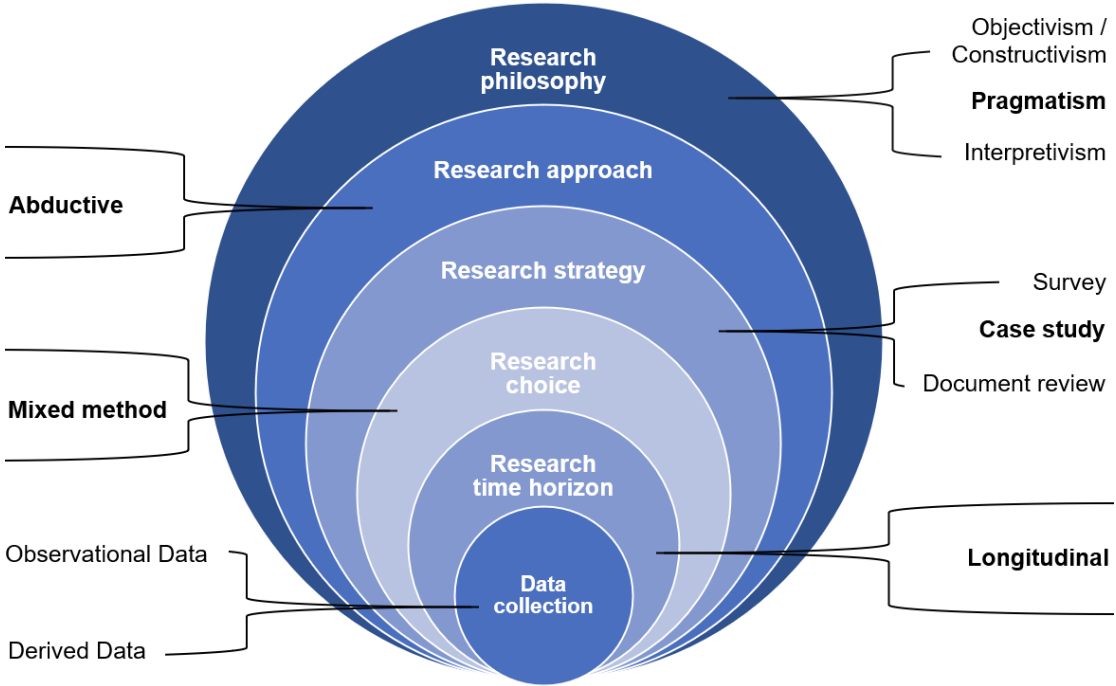 Research
philosophy
Research approach
Research strategy
Research
choice
Research
time horizon
Data
collection
Objectivism /
Constructivism
Pragmatism
Interpretivism
Abductive
Survey
Case study
Document review
Mixed method
Longitudinal
Observational Data
Derived Data